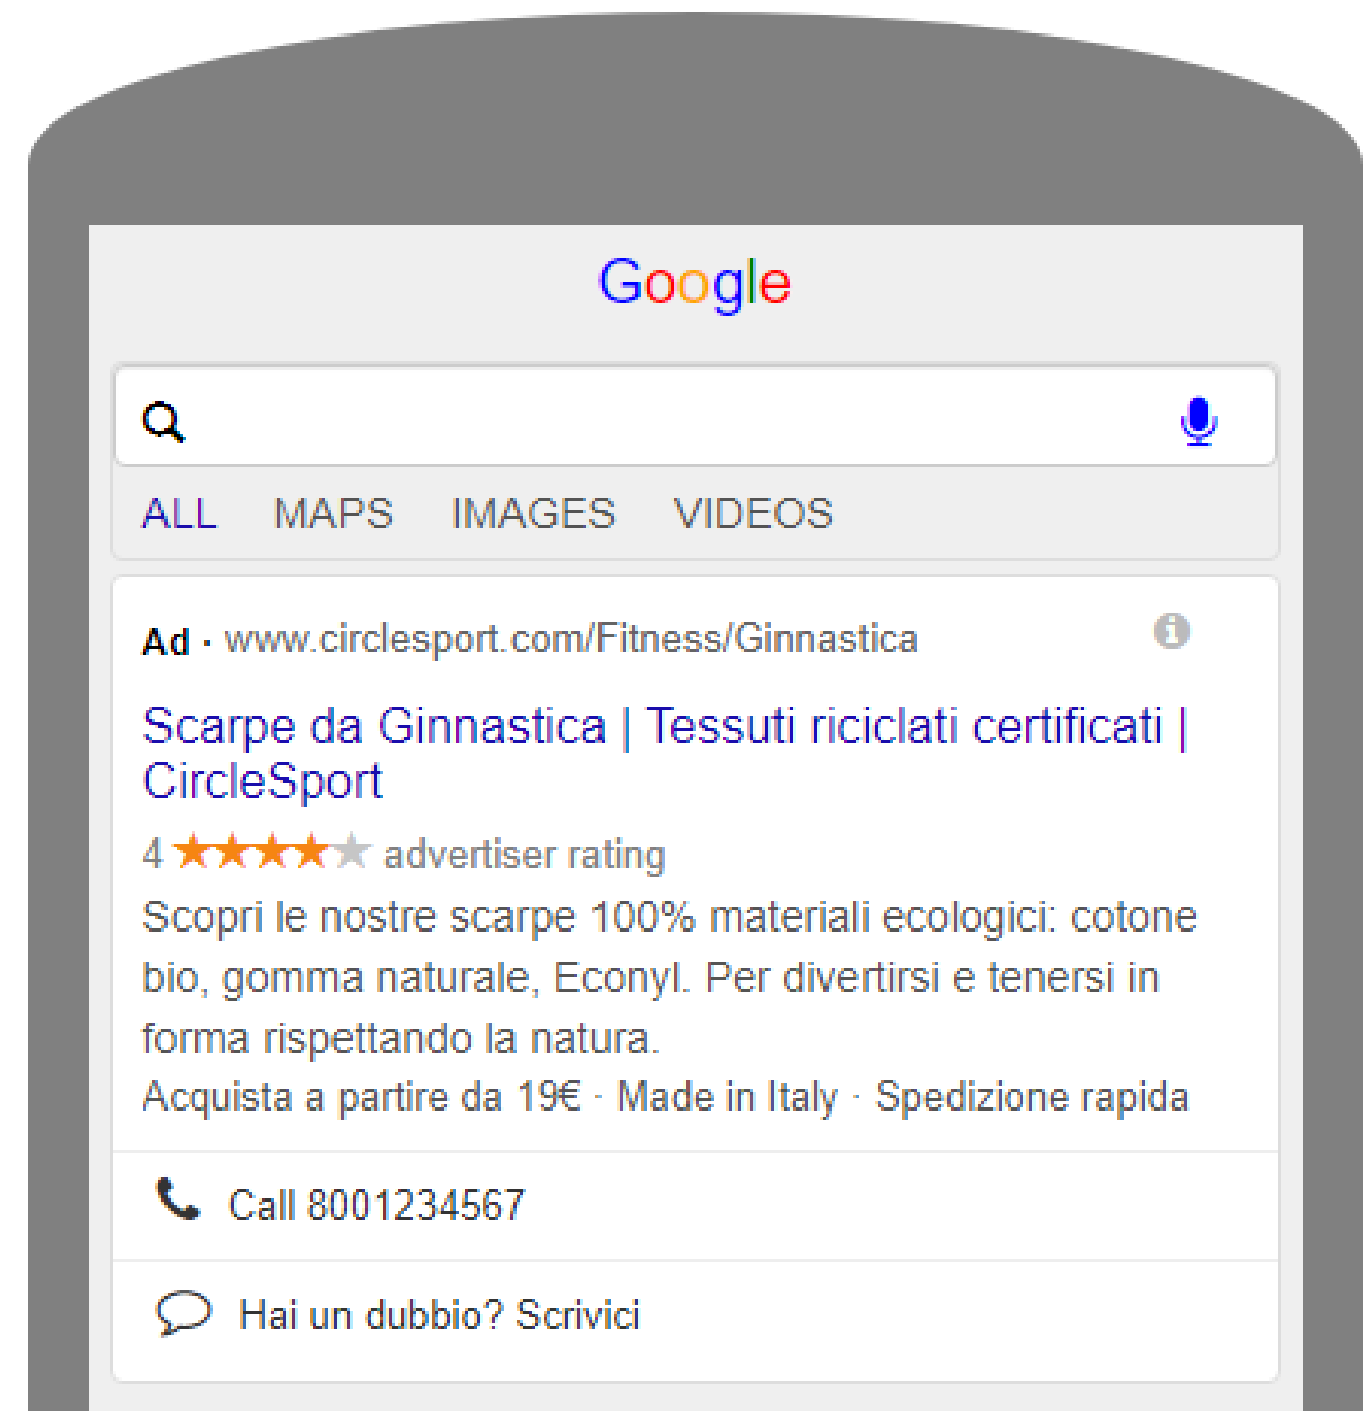 Google
ALL MAPS IMAGES VIDEOS
Ad · www.circlesport.com/Fitness/Ginnastica
Scarpe da Ginnastica | Tessuti riciclati certificati |
CircleSport
4 ★★★★★ advertiser rating
Scopri le nostre scarpe 100% materiali ecologici: cotone
bio, gomma naturale, Econyl. Per divertirsi e tenersi in
forma rispettando la natura.
Acquista a partire da 19€ · Made in Italy · Spedizione rapida
Call 8001234567
Hai un dubbio? Scrivici